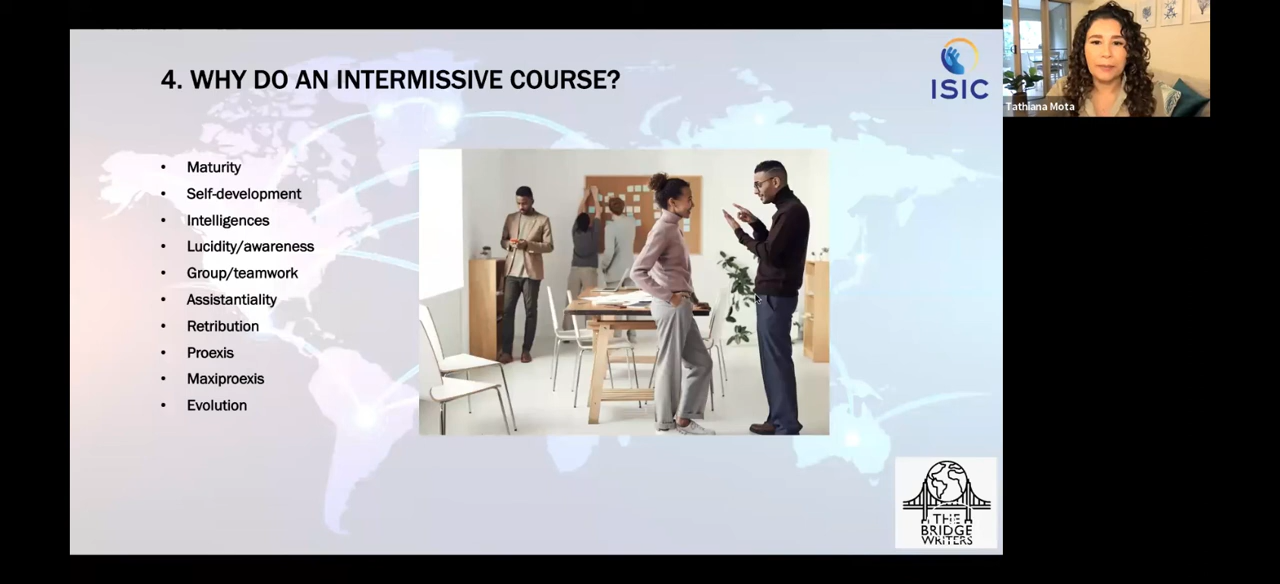 4. WHY DO AN INTERMISSIVE COURSE?
ISIC
Tathiana Mota
• Maturity
• Self-development
• Intelligences
• Lucidity/awareness
• Group/teamwork
• Assistantiality
• Retribution
• Proexis
• Maxiproexis
• Evolution
THE
BRIDGE
WRITERS